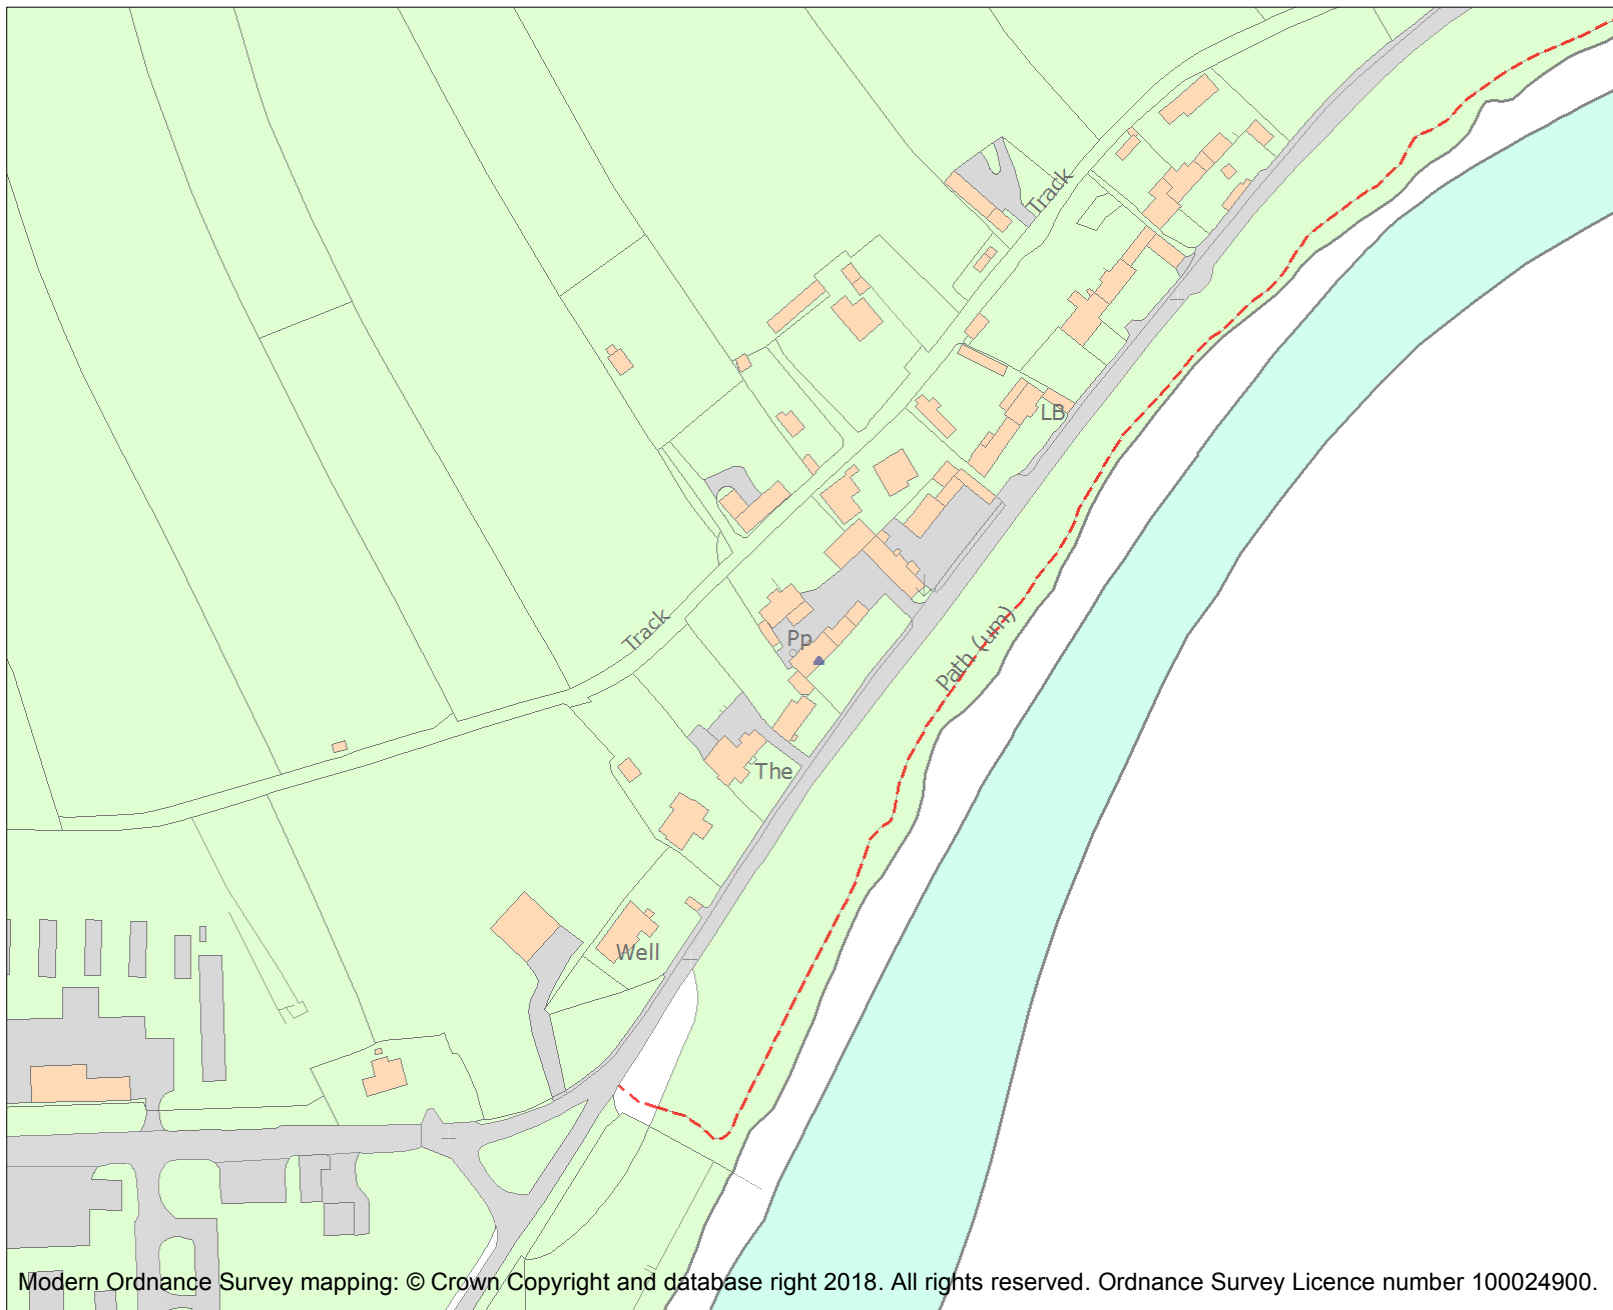 Track
LB
Track
Pp
Path (um)
The
Well
Modern Ordnance Survey mapping: © Crown Copyright and database right 2018. All rights reserved. Ordnance Survey Licence number 100024900.